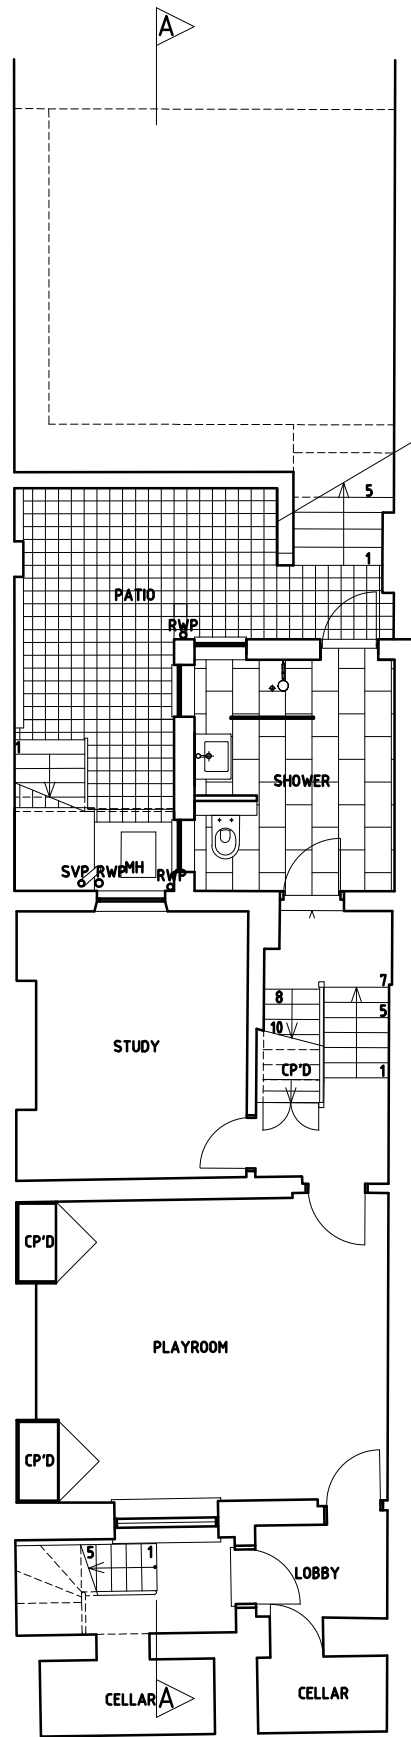 A
5
1
PATIO
RWP
1
SHOWER
SVP RWP MH
RWP
7
8
5
10
STUDY
CP'D
1
CP'D
PLAYROOM
CP'D
5 1
LOBBY
CELLAR A
CELLAR